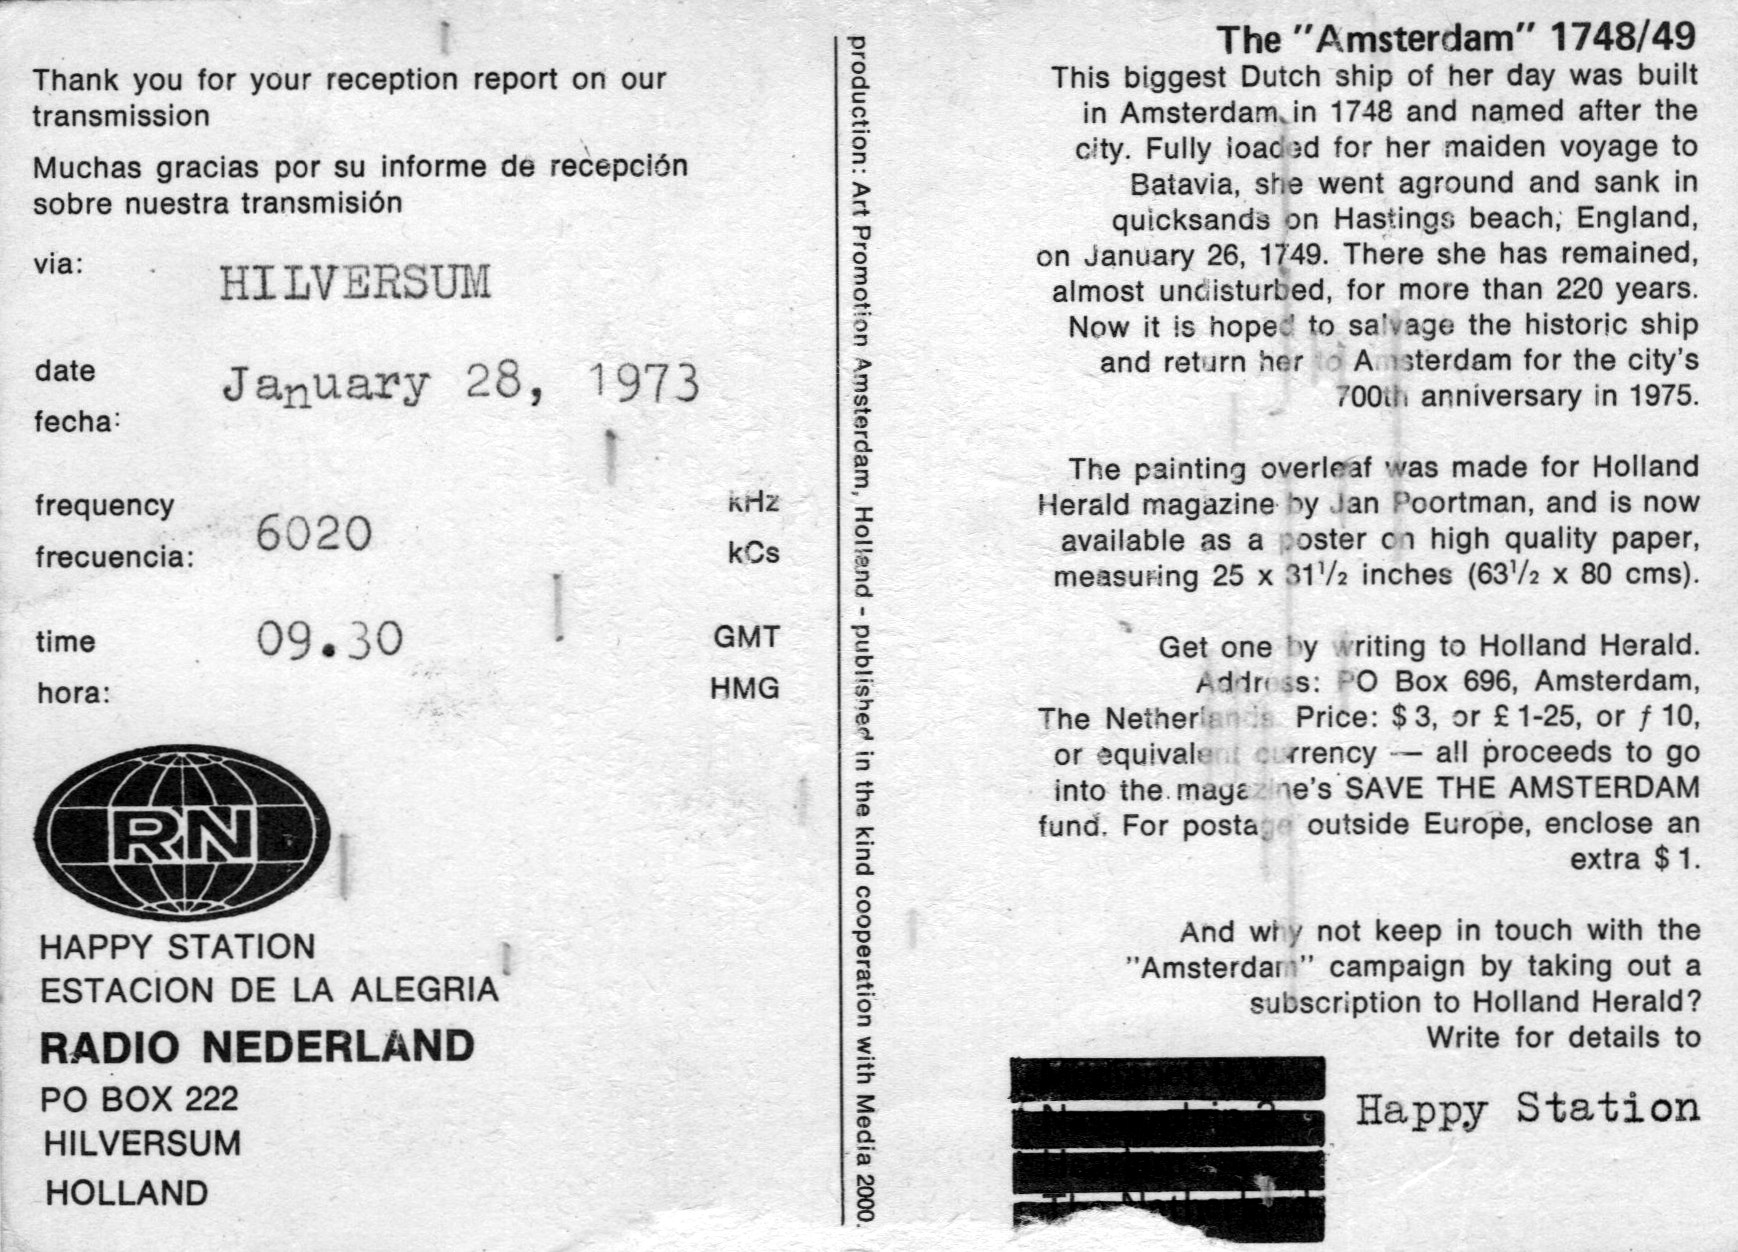 Thank you for your reception report on our
transmission
Muchas gracias por su informe de recepción
sobre nuestra transmisión
via:
HILVERSUM
date
January 28, 1973
fecha:
frequency
kHz
6020
frecuencia:
kCs
time
09.30
GMT
hora:
HMG
RN
HAPPY STATION
ESTACION DE LA ALEGRIA
RADIO NEDERLAND
PO BOX 222
HILVERSUM
HOLLAND
production: Art Promotion Amsterdam, Holland - published in the kind cooperation with Media 2000.
The "Amsterdam" 1748/49
This biggest Dutch ship of her day was built
in Amsterdam in 1748 and named after the
city. Fully loaded for her maiden voyage to
Batavia, she went aground and sank in
quicksands on Hastings beach, England,
on January 26, 1749. There she has remained,
almost undisturbed, for more than 220 years.
Now it is hoped to salvage the historic ship
and return her to Amsterdam for the city's
700th anniversary in 1975.
The painting overleaf was made for Holland
Herald magazine by Jan Poortman, and is now
available as a poster on high quality paper,
measuring 25 x 31 1/2 inches (63 1/2 x 80 cms).
Get one by writing to Holland Herald.
Address: PO Box 696, Amsterdam,
The Netherlands. Price: $ 3, or £ 1-25, or ƒ 10,
or equivalent currency — all proceeds to go
into the magazine's SAVE THE AMSTERDAM
fund. For postage outside Europe, enclose an
extra $ 1.
And why not keep in touch with the
"Amsterdam" campaign by taking out a
subscription to Holland Herald?
Write for details to
Happy Station